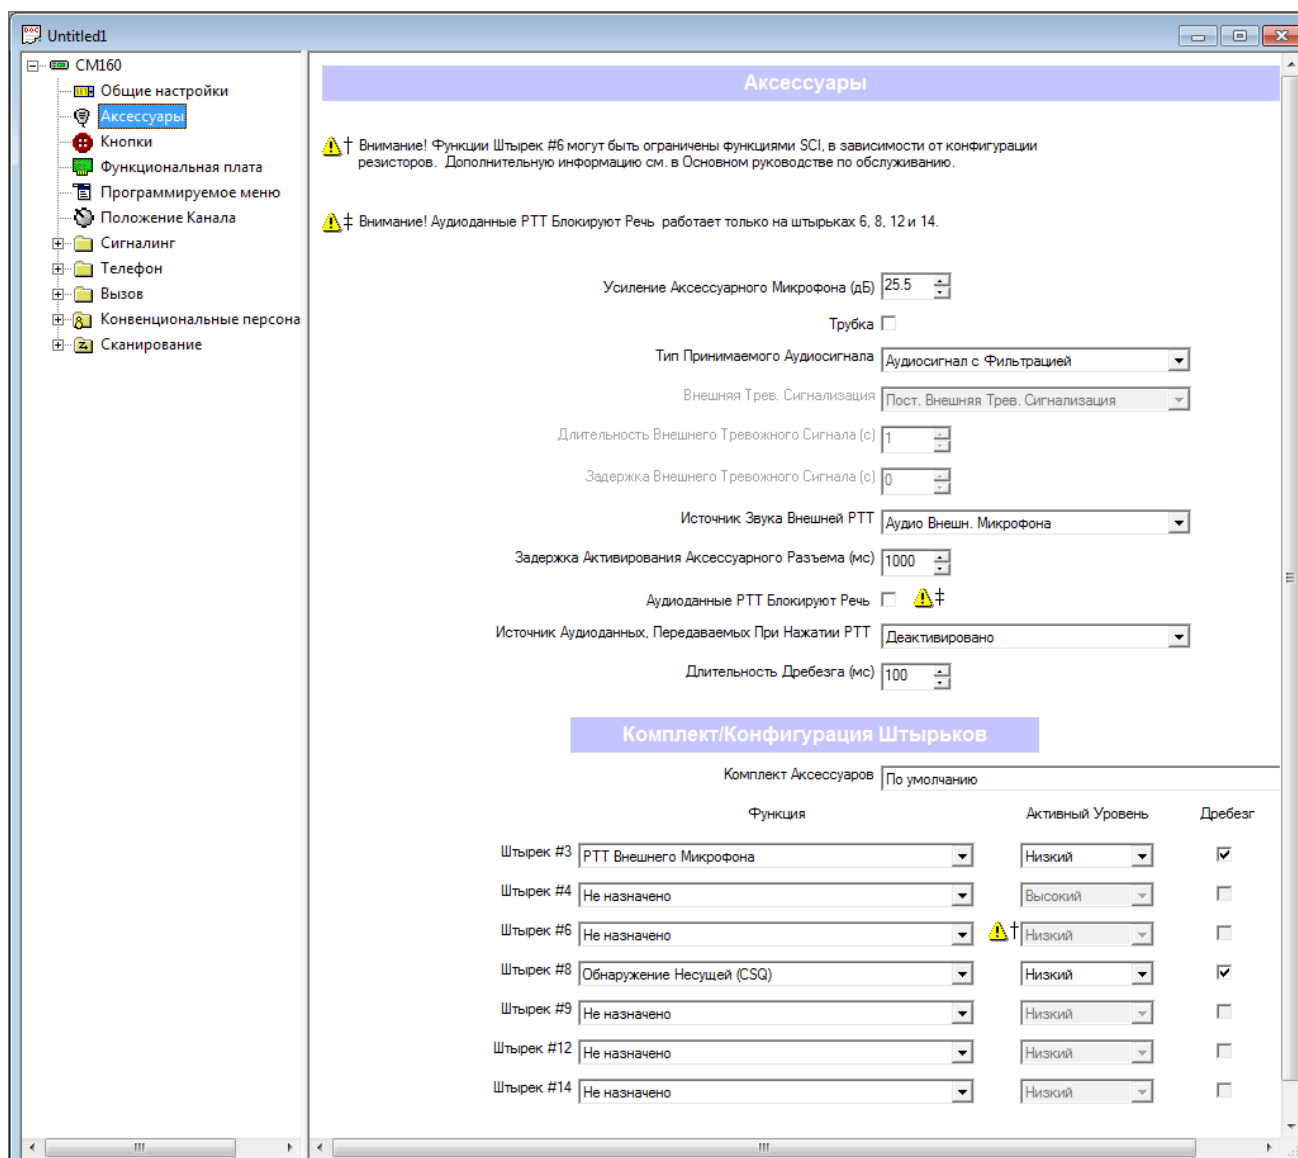 Untitled1
CM160
Общие настройки
Аксессуары
Кнопки
Функциональная плата
Программируемое меню
Положение Канала
Сигналинг
Телефон
Вызов
Конвенциональные персона
Сканирование
Аксессуары
† Внимание! Функции Штырек #6 могут быть ограничены функциями SCI, в зависимости от конфигурации
резисторов. Дополнительную информацию см. в Основном руководстве по обслуживанию.
‡ Внимание! Аудиоданные РТТ Блокируют Речь работает только на штырьках 6, 8, 12 и 14.
Усиление Аксессуарного Микрофона (дБ) 25.5
Трубка
Тип Принимаемого Аудиосигнала Аудиосигнал с Фильтрацией
Внешняя Трев. Сигнализация Пост. Внешняя Трев. Сигнализация
Длительность Внешнего Тревожного Сигнала (с) 1
Задержка Внешнего Тревожного Сигнала (с) 0
Источник Звука Внешней РТТ Аудио Внешн. Микрофона
Задержка Активирования Аксессуарного Разъема (мс) 1000
Аудиоданные РТТ Блокируют Речь ‡
Источник Аудиоданных, Передаваемых При Нажатии РТТ Деактивировано
Длительность Дребезга (мс) 100
Комплект/Конфигурация Штырьков
Комплект Аксессуаров По умолчанию
Функция Активный Уровень Дребезг
Штырек #3 РТТ Внешнего Микрофона Низкий
Штырек #4 Не назначено Высокий
Штырек #6 Не назначено † Низкий
Штырек #8 Обнаружение Несущей (CSQ) Низкий
Штырек #9 Не назначено Низкий
Штырек #12 Не назначено Низкий
Штырек #14 Не назначено Низкий